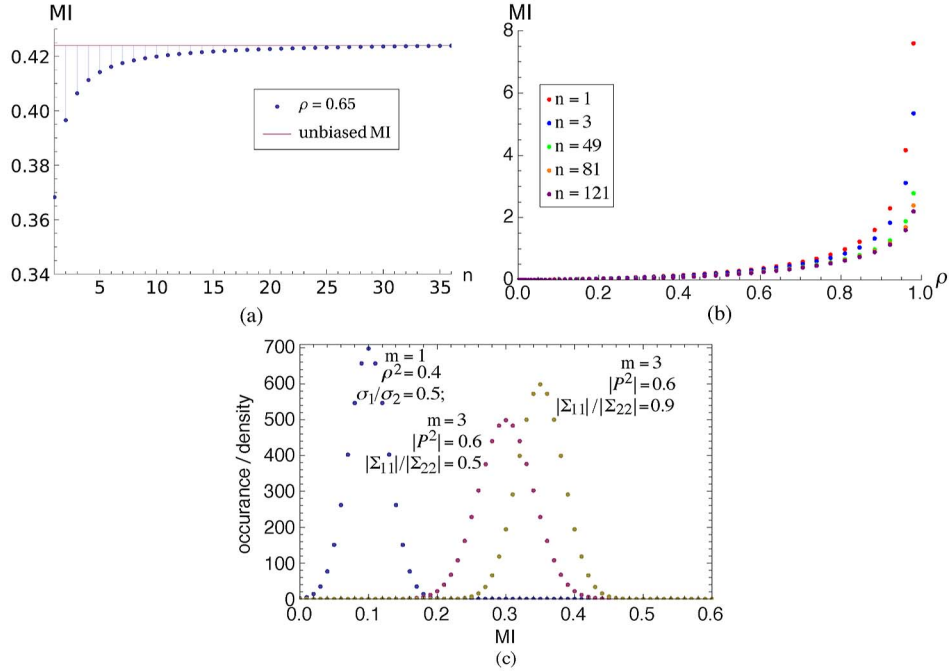 MI
0.42
0.40
0.38
0.36
0.34
5 10 15 20 25 30 35 n
ρ = 0.65
unbiased MI
(a)
MI
8
6
4
2
0
0.0 0.2 0.4 0.6 0.8 1.0 ρ
n = 1
n = 3
n = 49
n = 81
n = 121
(b)
occurance / density
700
600
500
400
300
200
100
0
m = 1
ρ² = 0.4
σ₁/σ₂ = 0.5;
m = 3
|P²| = 0.6
|Σ₁₁|/|Σ₂₂| = 0.5
m = 3
|P²| = 0.6
|Σ₁₁|/|Σ₂₂| = 0.9
0.0 0.1 0.2 0.3 0.4 0.5 0.6
MI
(c)